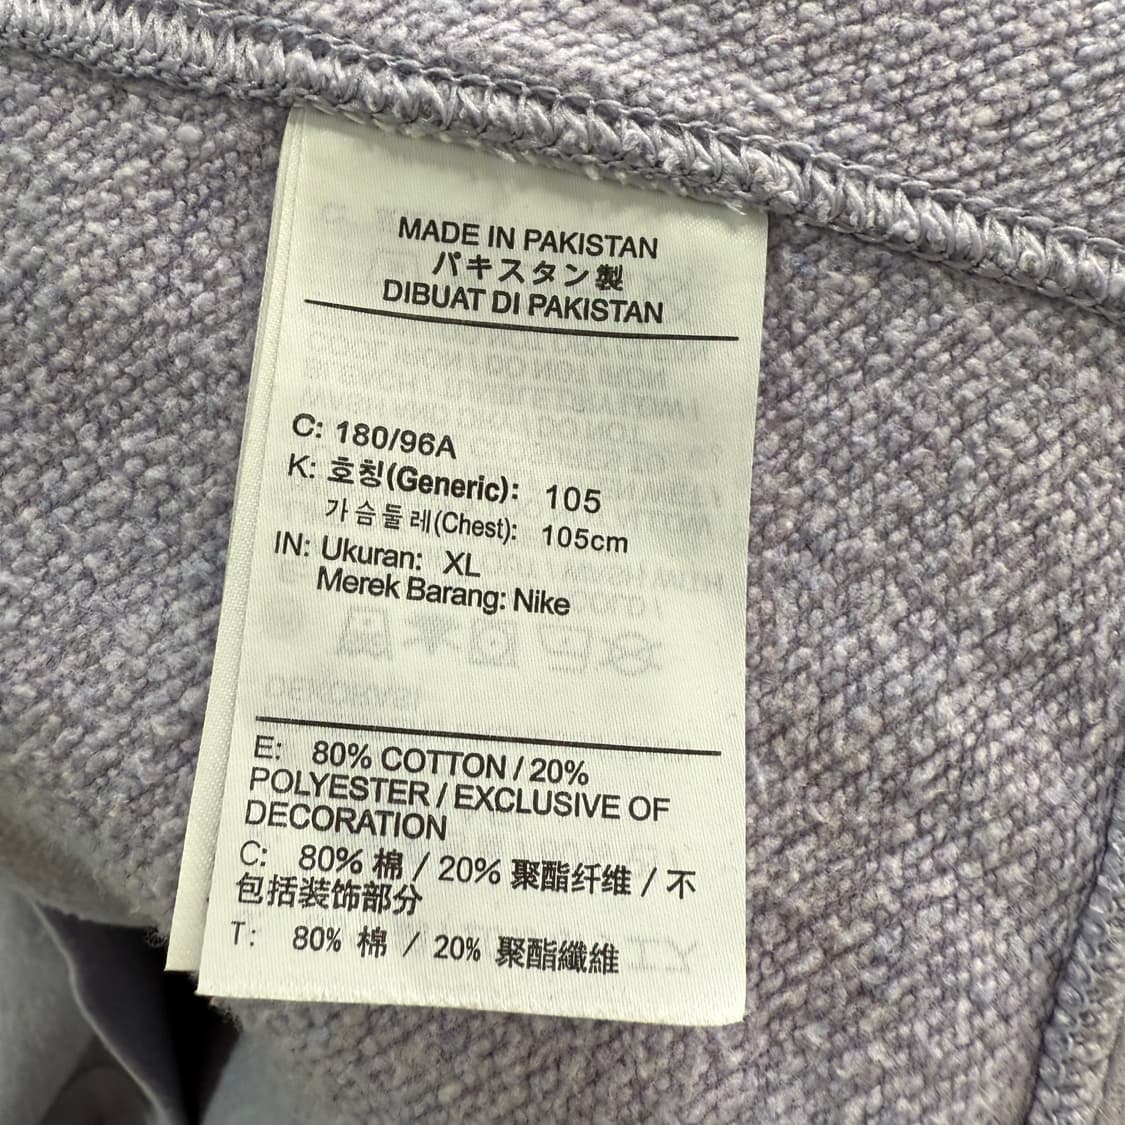 MADE IN PAKISTAN
パキスタン製
DIBUAT DI PAKISTAN
C: 180/96A
K: 호칭(Generic): 105
가슴둘레(Chest): 105cm
IN: Ukuran: XL
Merek Barang: Nike
E: 80% COTTON / 20%
POLYESTER / EXCLUSIVE OF
DECORATION
C: 80% 棉 / 20% 聚酯纤维 / 不
包括装饰部分
T: 80% 棉 / 20% 聚酯纖維